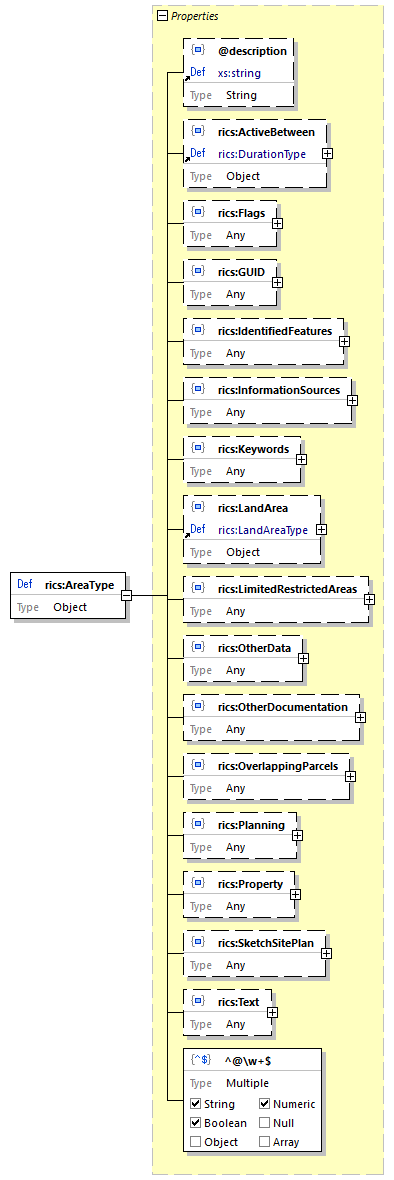 Properties
@description
Def xs:string
Type String
rics:ActiveBetween
Def rics:DurationType
Type Object
rics:Flags
Type Any
rics:GUID
Type Any
rics:IdentifiedFeatures
Type Any
rics:InformationSources
Type Any
rics:Keywords
Type Any
rics:LandArea
Def rics:LandAreaType
Type Object
Def rics:AreaType
Type Object
rics:LimitedRestrictedAreas
Type Any
rics:OtherData
Type Any
rics:OtherDocumentation
Type Any
rics:OverlappingParcels
Type Any
rics:Planning
Type Any
rics:Property
Type Any
rics:SketchSitePlan
Type Any
rics:Text
Type Any
^@\w+$
Type Multiple
String Numeric
Boolean Null
Object Array